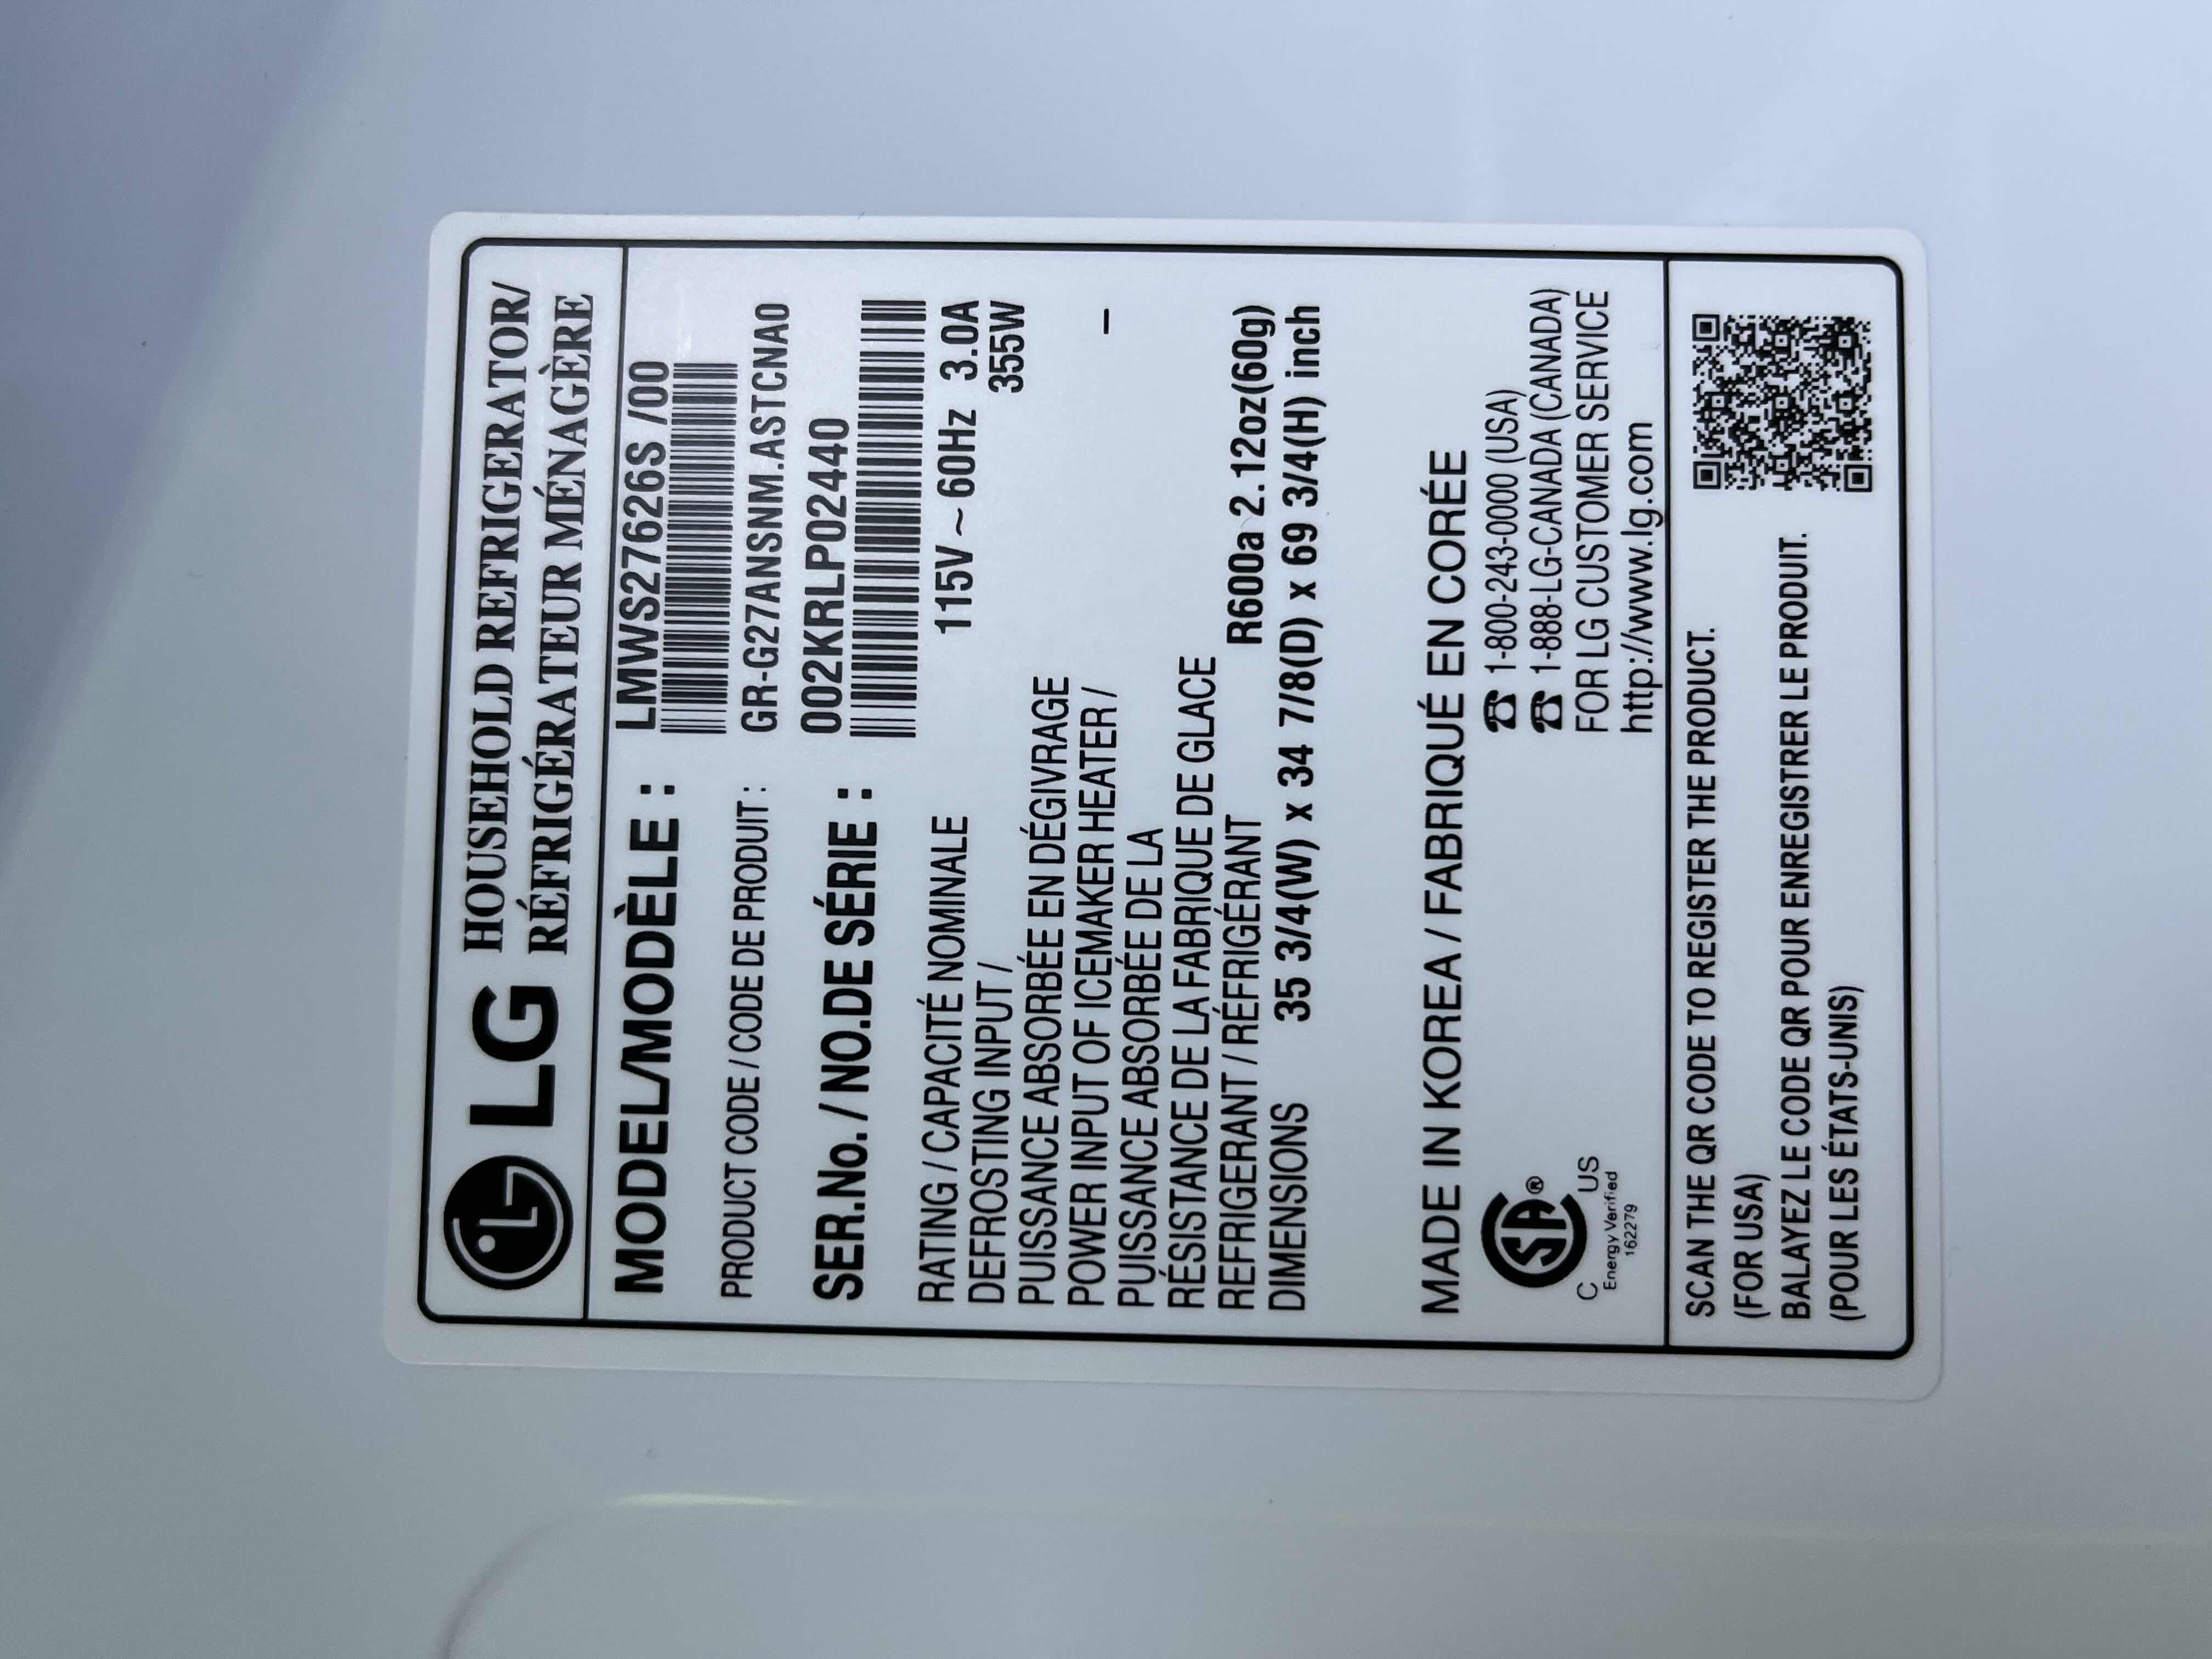 LG HOUSEHOLD REFRIGERATOR/
RÉFRIGÉRATEUR MÉNAGÈRE
MODEL/MODÈLE : LMWS27626S /00
PRODUCT CODE / CODE DE PRODUIT : GR-G27ANSNM.ASTCNA0
SER.No. / NO.DE SÉRIE : 002KRLP02440
RATING / CAPACITÉ NOMINALE 115V ~ 60Hz 3.0A
DEFROSTING INPUT / 355W
PUISSANCE ABSORBÉE EN DÉGIVRAGE
POWER INPUT OF ICEMAKER HEATER / –
PUISSANCE ABSORBÉE DE LA
RÉSISTANCE DE LA FABRIQUE DE GLACE
REFRIGERANT / RÉFRIGÉRANT R600a 2.12oz(60g)
DIMENSIONS 35 3/4(W) x 34 7/8(D) x 69 3/4(H) inch
MADE IN KOREA / FABRIQUÉ EN CORÉE
☎ 1-800-243-0000 (USA)
☎ 1-888-LG-CANADA (CANADA)
FOR LG CUSTOMER SERVICE
http://www.lg.com
CSA®
C US
Energy Verified
162279
SCAN THE QR CODE TO REGISTER THE PRODUCT.
(FOR USA)
BALAYEZ LE CODE QR POUR ENREGISTRER LE PRODUIT.
(POUR LES ÉTATS-UNIS)